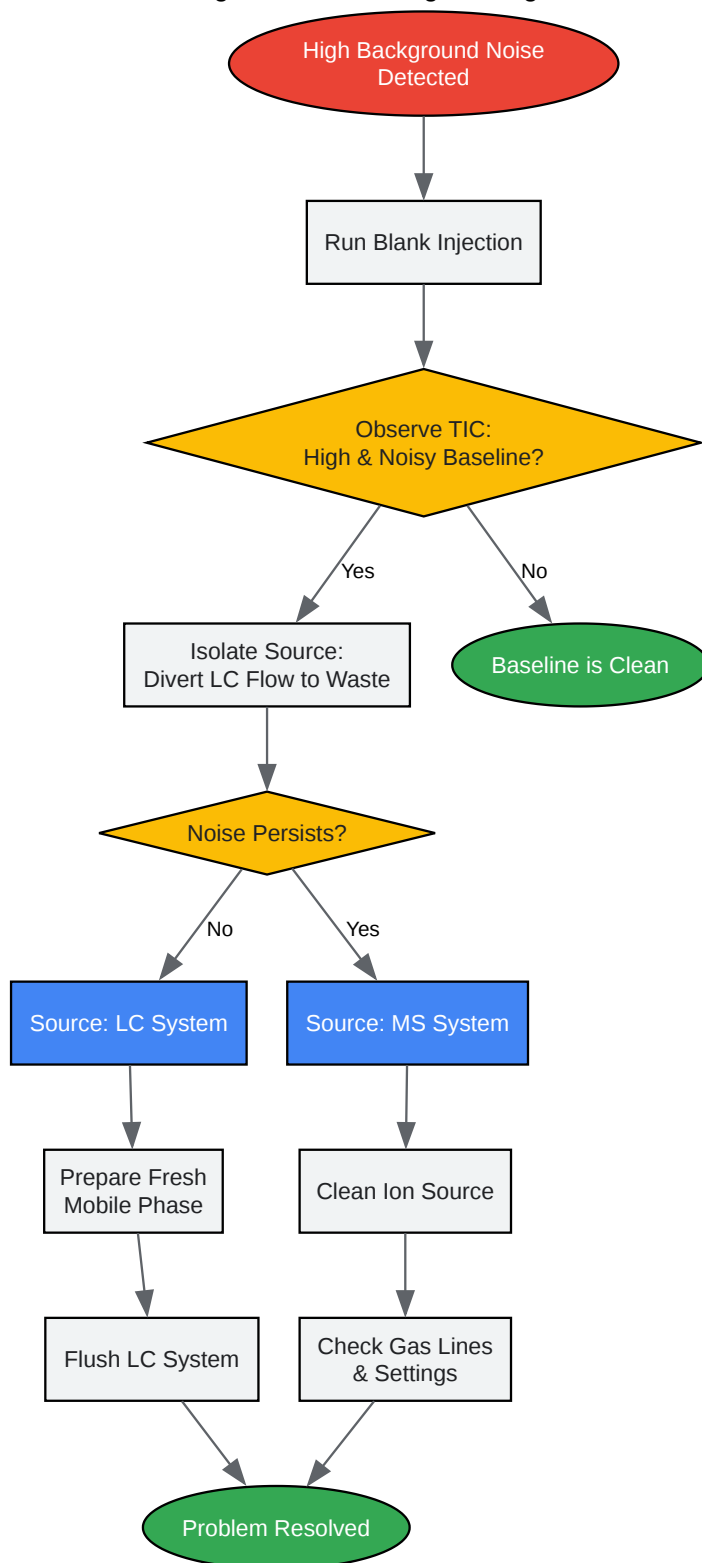 High Background Noise
Detected
Run Blank Injection
Observe TIC:
High & Noisy Baseline?
Yes
No
Isolate Source:
Divert LC Flow to Waste
Baseline is Clean
Noise Persists?
No
Yes
Source: LC System
Source: MS System
Prepare Fresh
Mobile Phase
Clean Ion Source
Flush LC System
Check Gas Lines
& Settings
Problem Resolved